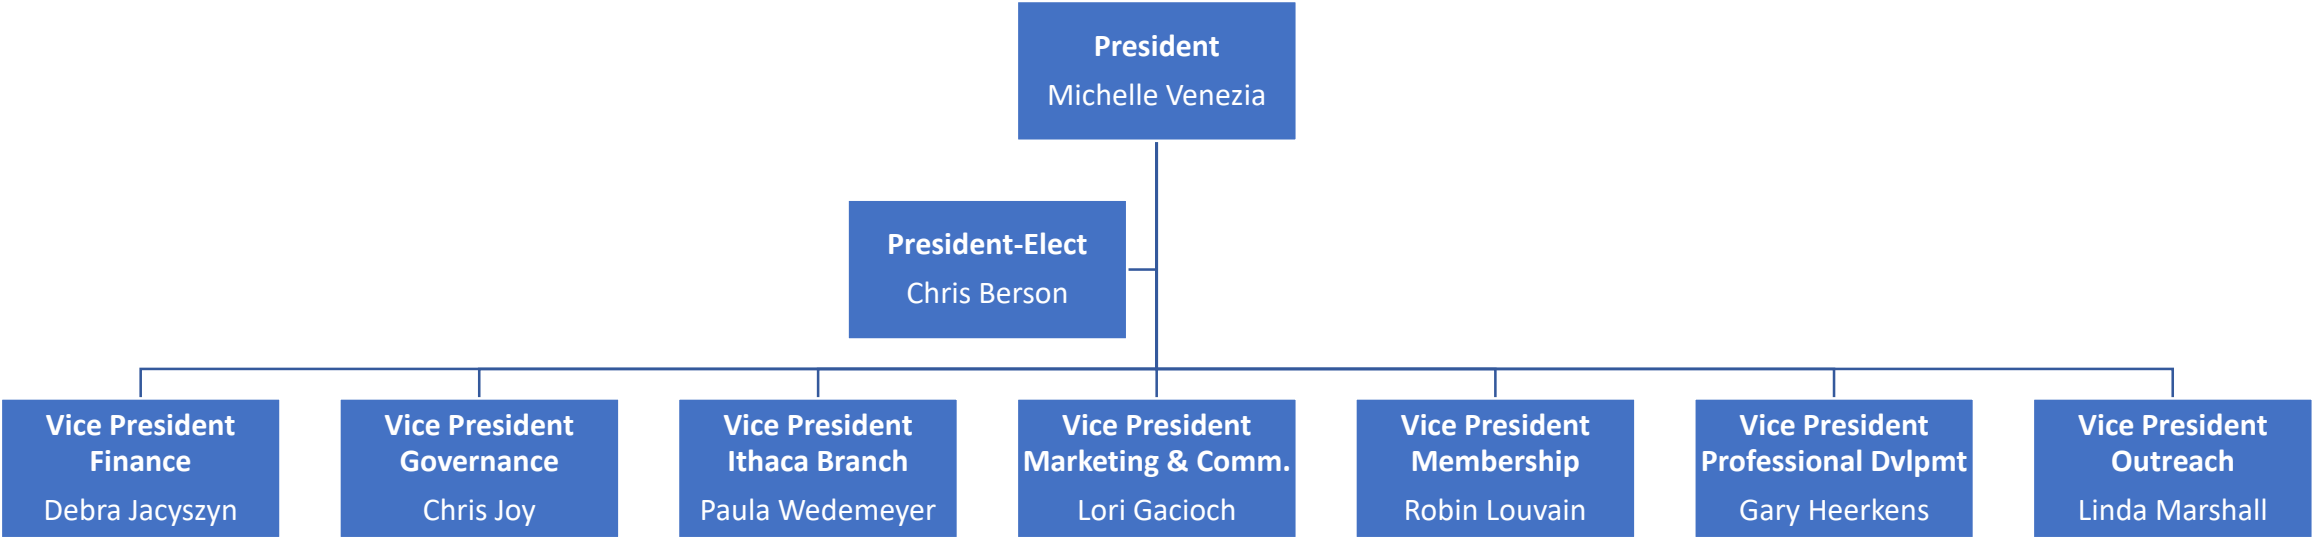 President
Michelle Venezia
President-Elect
Chris Berson
Vice President
Finance
Debra Jacyszyn
Vice President
Governance
Chris Joy
Vice President
Ithaca Branch
Paula Wedemeyer
Vice President
Marketing & Comm.
Lori Gacioch
Vice President
Membership
Robin Louvain
Vice President
Professional Dvlpmt
Gary Heerkens
Vice President
Outreach
Linda Marshall